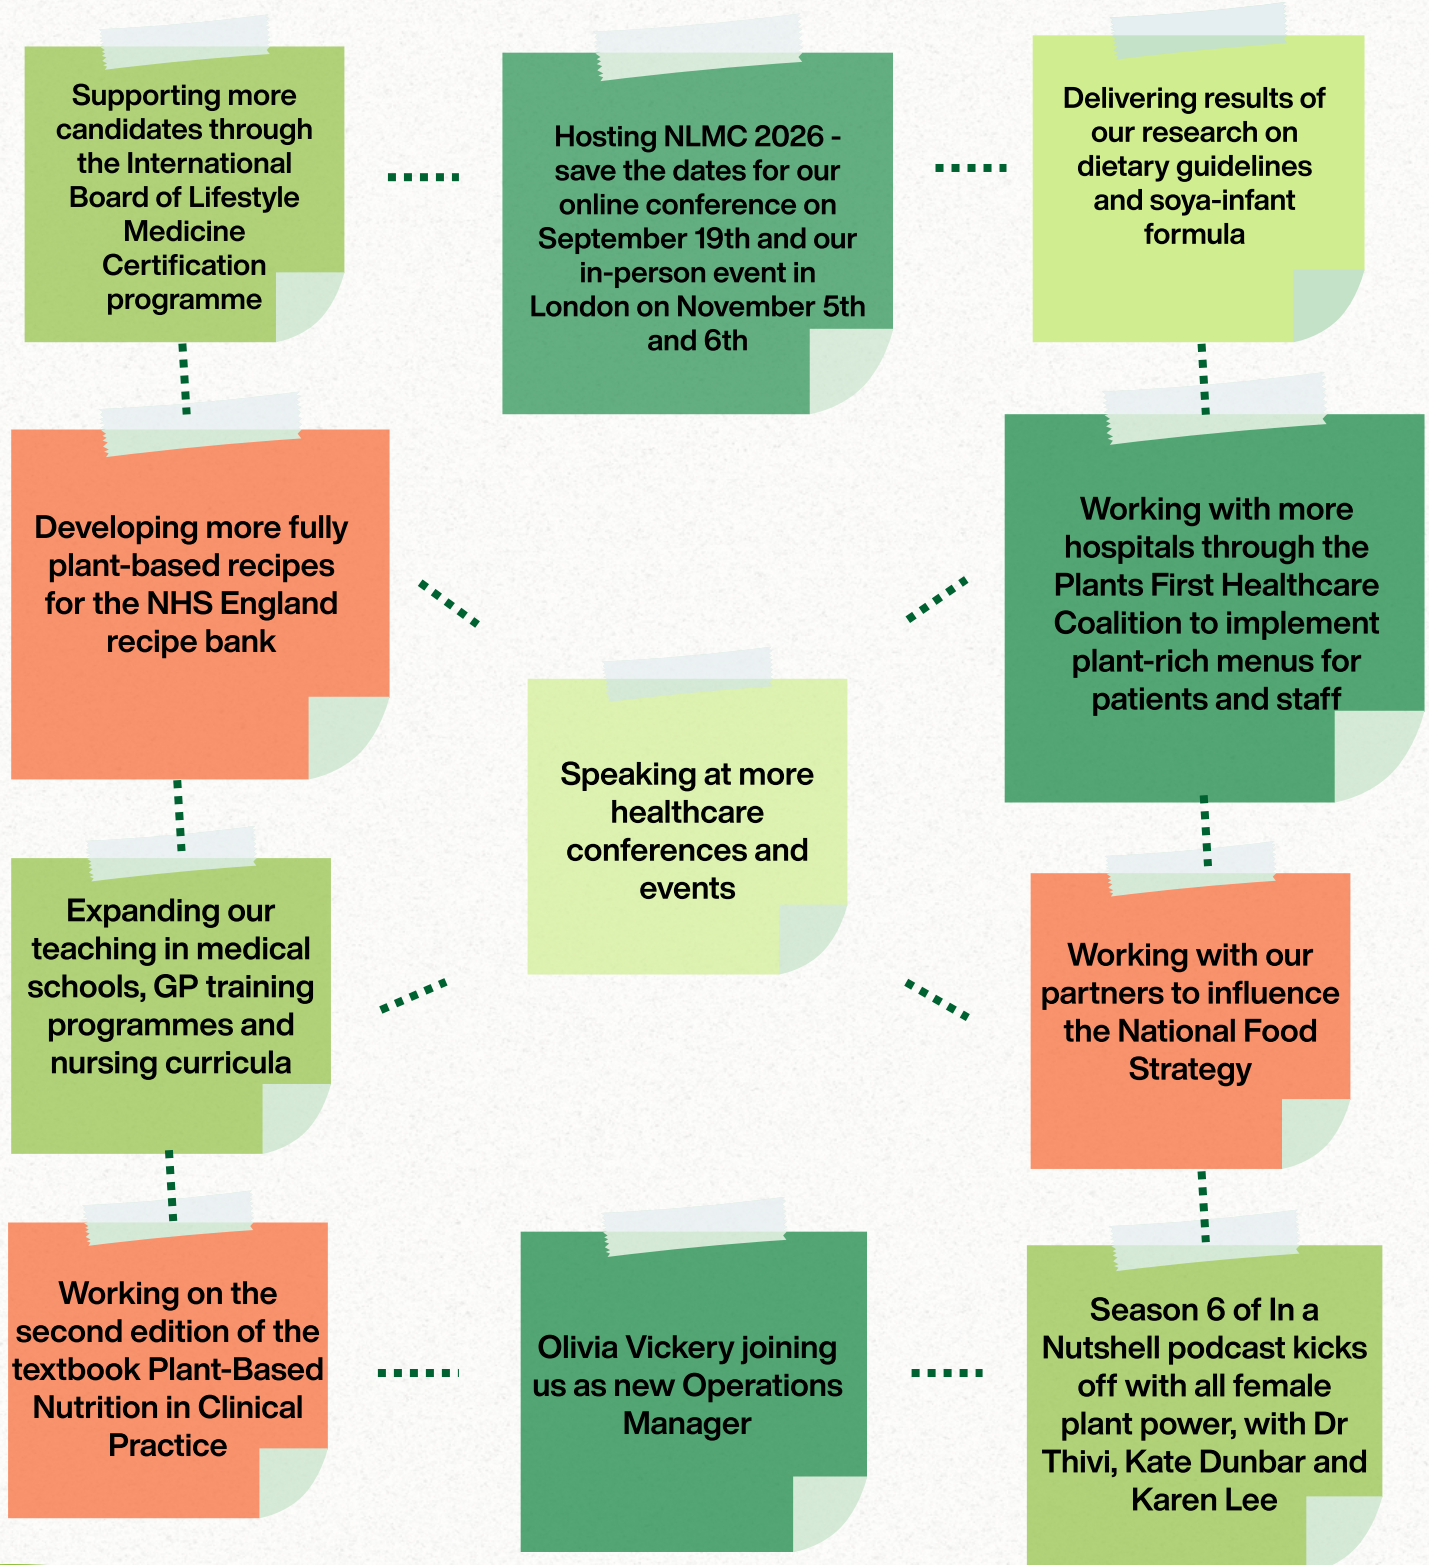 Supporting more
candidates through
the International
Board of Lifestyle
Medicine
Certification
programme
Hosting NLMC 2026 -
save the dates for our
online conference on
September 19th and our
in-person event in
London on November 5th
and 6th
Delivering results of
our research on
dietary guidelines
and soya-infant
formula
Developing more fully
plant-based recipes
for the NHS England
recipe bank
Working with more
hospitals through the
Plants First Healthcare
Coalition to implement
plant-rich menus for
patients and staff
Speaking at more
healthcare
conferences and
events
Expanding our
teaching in medical
schools, GP training
programmes and
nursing curricula
Working with our
partners to influence
the National Food
Strategy
Working on the
second edition of the
textbook Plant-Based
Nutrition in Clinical
Practice
Olivia Vickery joining
us as new Operations
Manager
Season 6 of In a
Nutshell podcast kicks
off with all female
plant power, with Dr
Thivi, Kate Dunbar and
Karen Lee